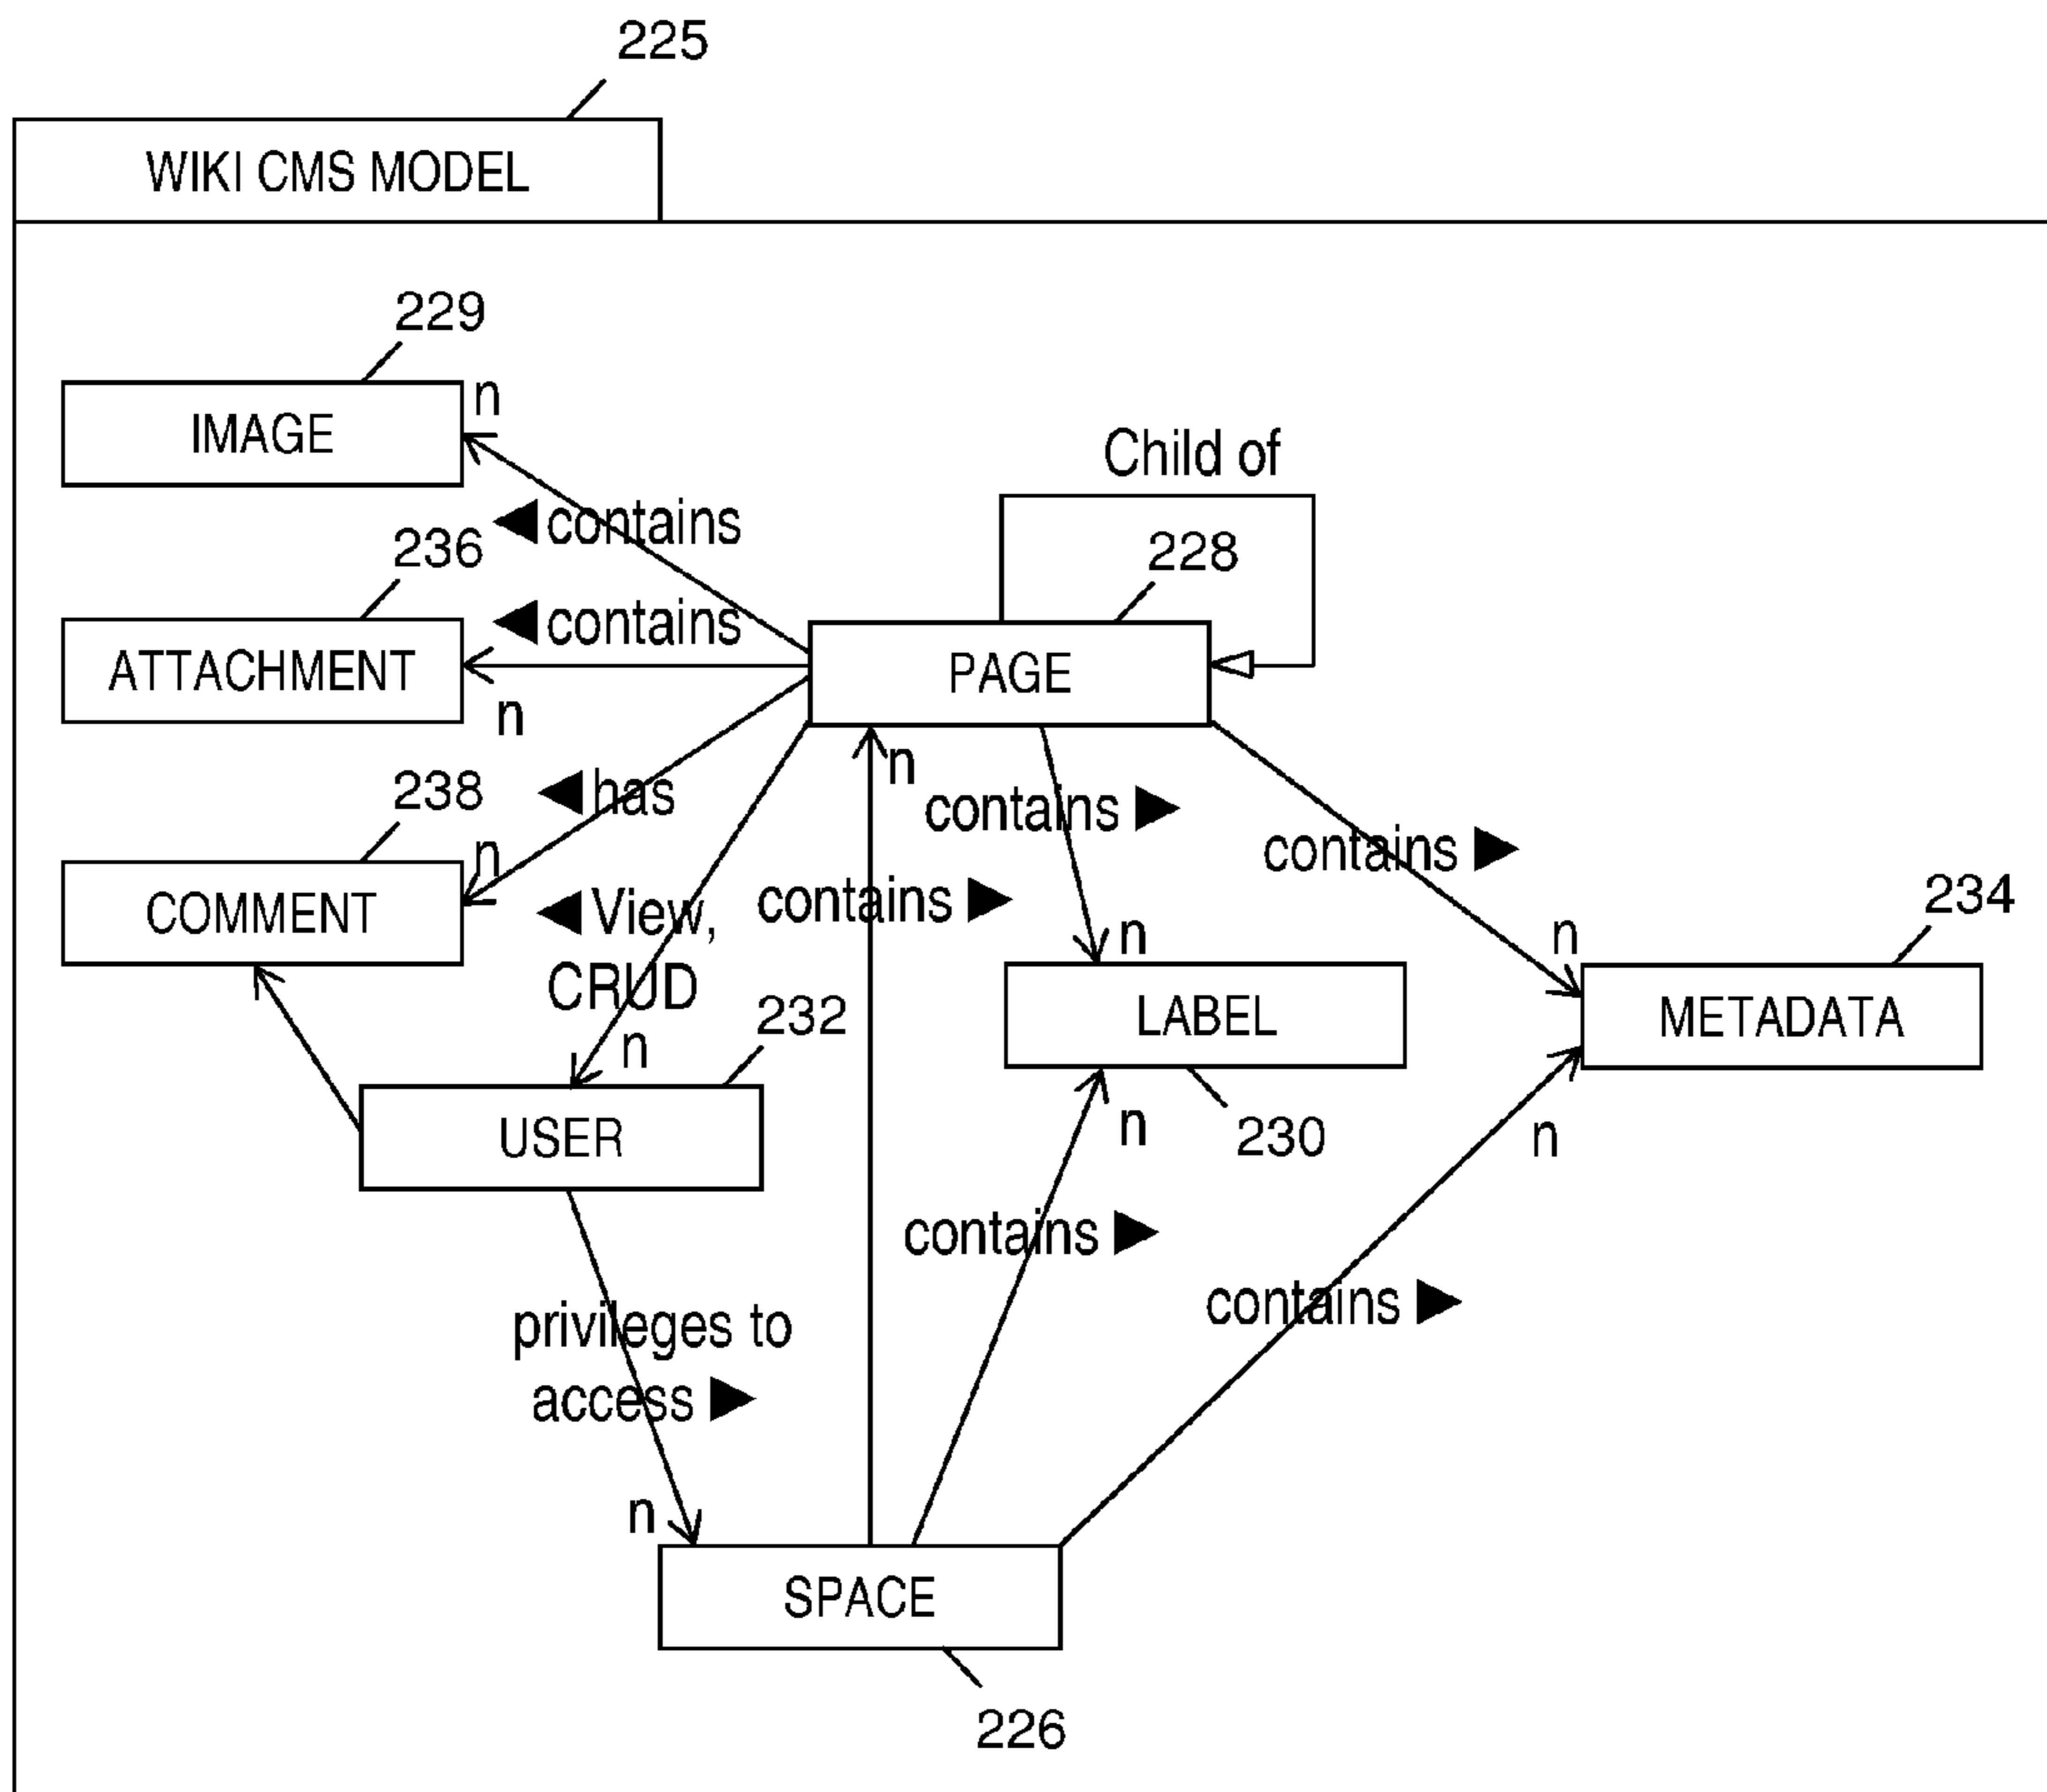 225
WIKI CMS MODEL
229
IMAGE
n
Child of
◄ contains
236
228
◄ contains
ATTACHMENT
PAGE
n
n
238
◄ has
contains ►
contains ►
n
COMMENT
◄ View,
CRUD
contains ►
234
n
n
232
n
LABEL
METADATA
USER
n
230
n
contains ►
privileges to
access ►
contains ►
n
SPACE
226